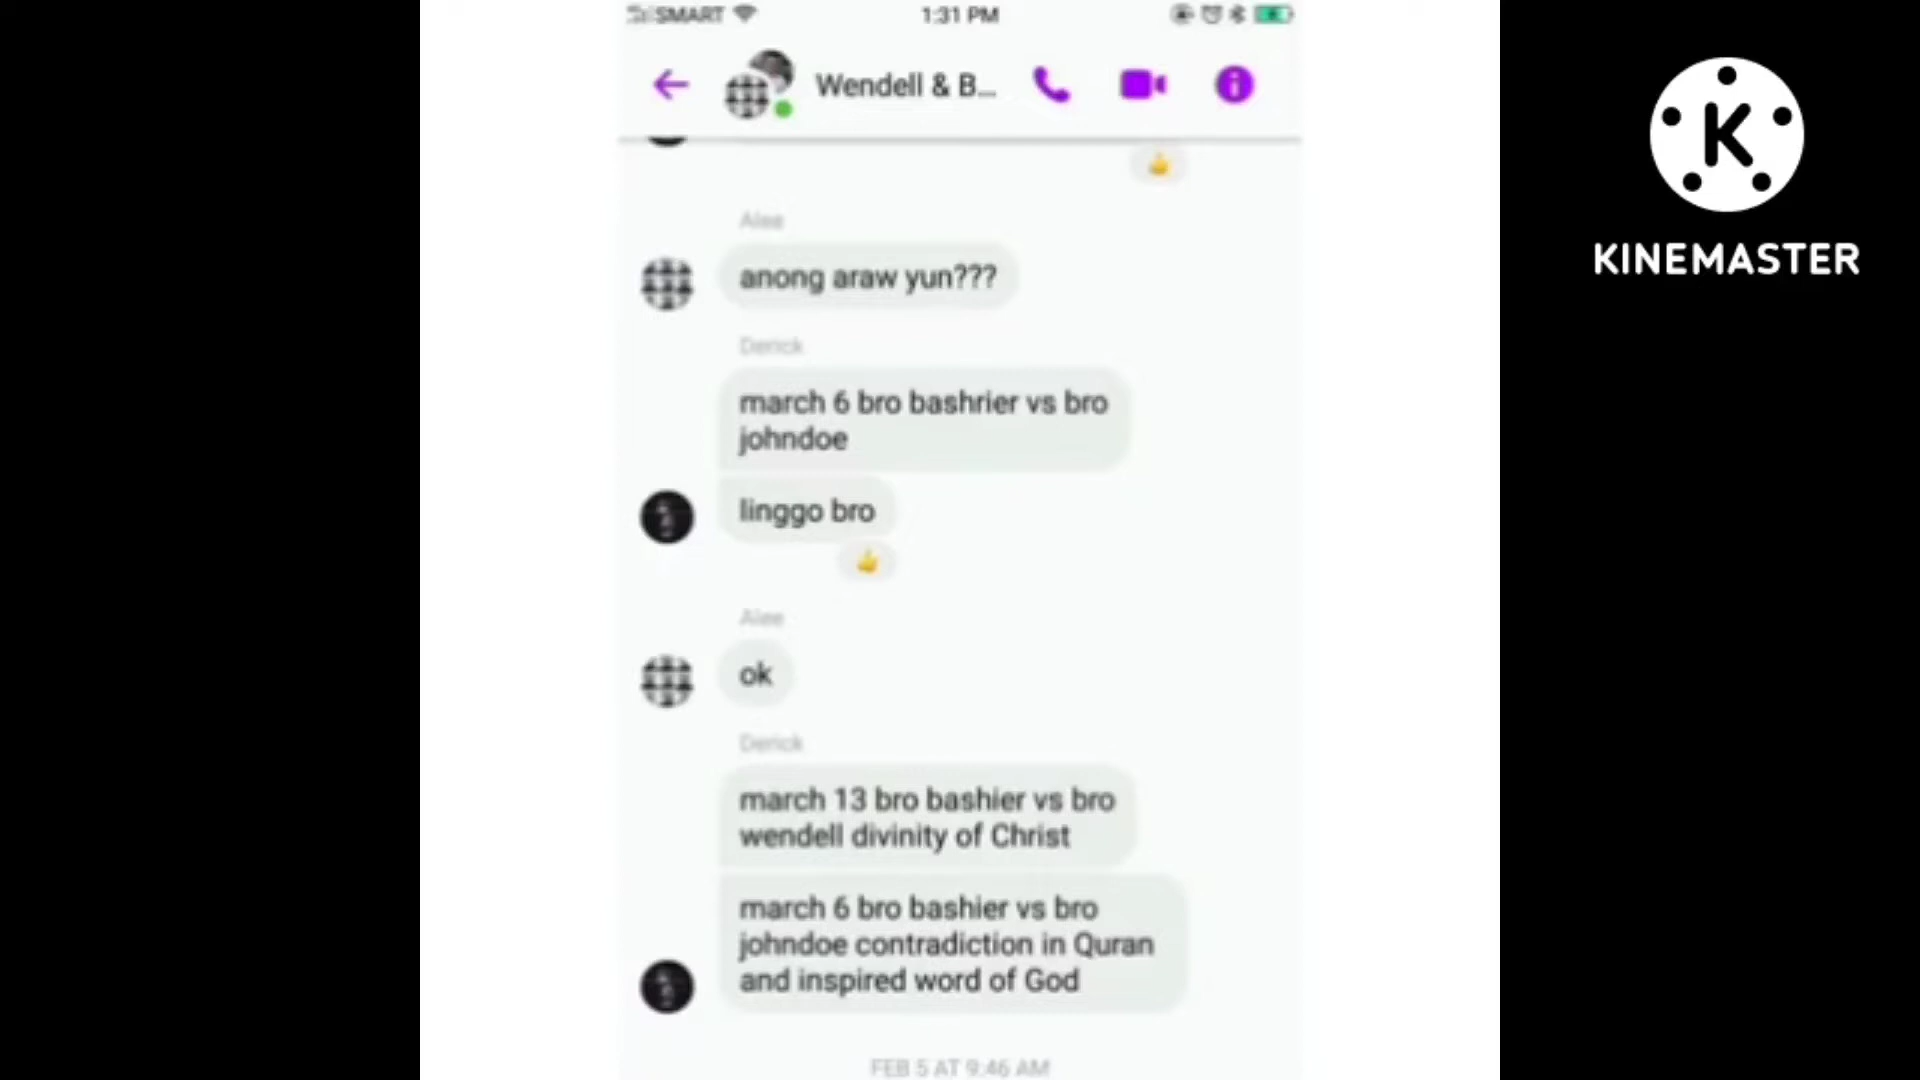 SMART
1:31 PM
Wendell & B...
KINEMASTER
Alee
anong araw yun???
Derick
march 6 bro bashrier vs bro
johndoe
linggo bro
Alee
ok
Derick
march 13 bro bashier vs bro
wendell divinity of Christ
march 6 bro bashier vs bro
johndoe contradiction in Quran
and inspired word of God
FEB 5 AT 9:46 AM